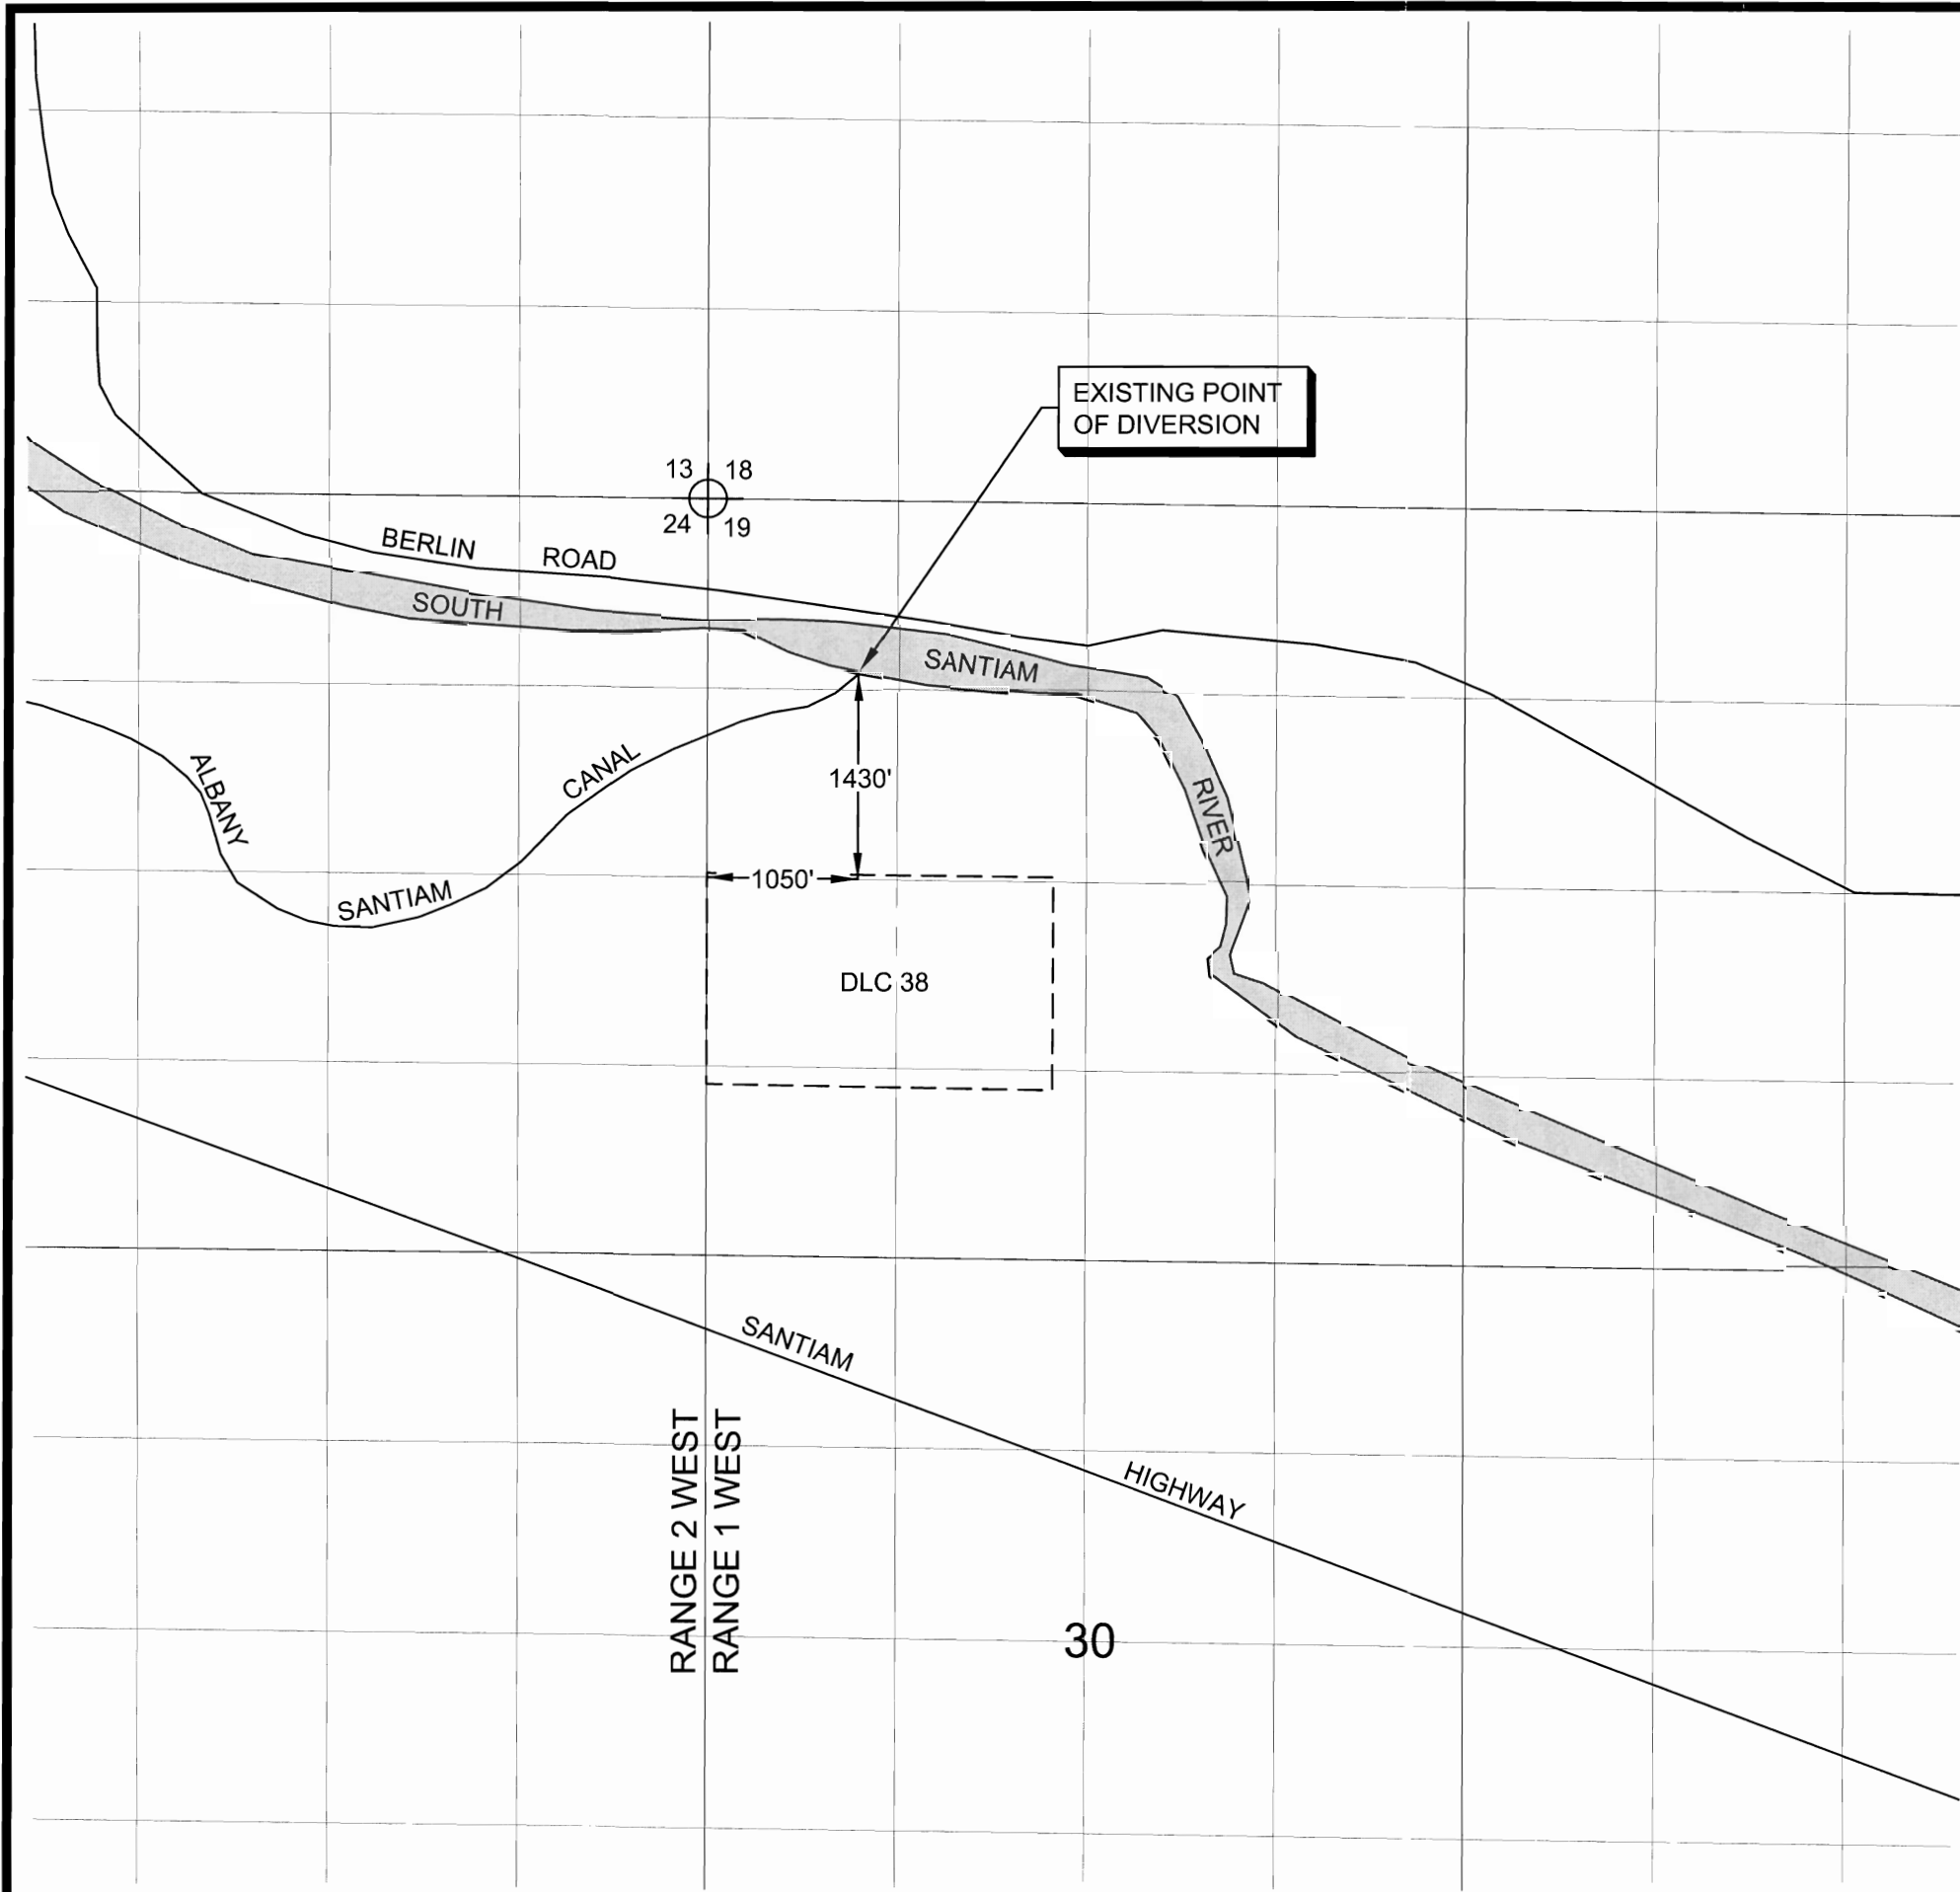 EXISTING POINT
OF DIVERSION
13 18
24 19
BERLIN ROAD
SOUTH SANTIAM RIVER
ALBANY SANTIAM CANAL
1430'
1050'
DLC 38
SANTIAM HIGHWAY
RANGE 2 WEST
RANGE 1 WEST
30